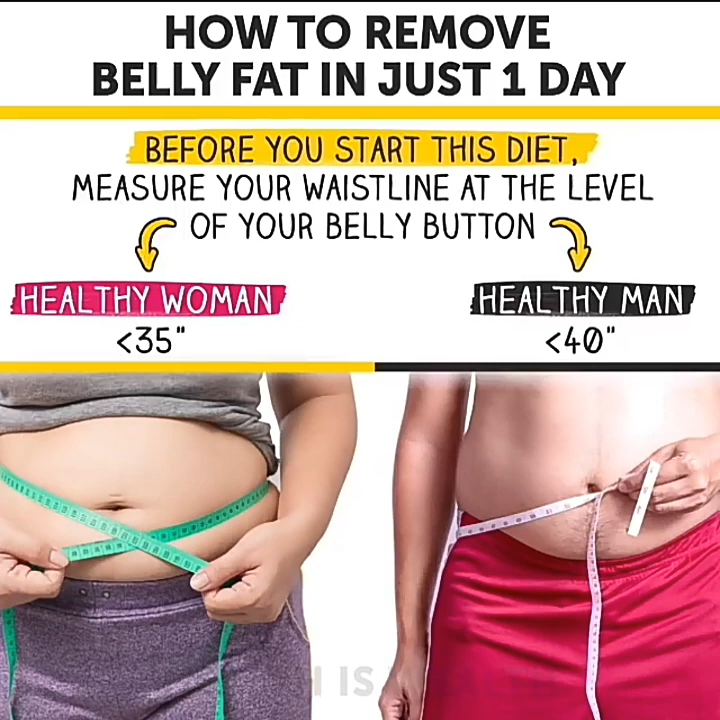 HOW TO REMOVE
BELLY FAT IN JUST 1 DAY
BEFORE YOU START THIS DIET,
MEASURE YOUR WAISTLINE AT THE LEVEL
OF YOUR BELLY BUTTON
HEALTHY WOMAN
<35"
HEALTHY MAN
<40"